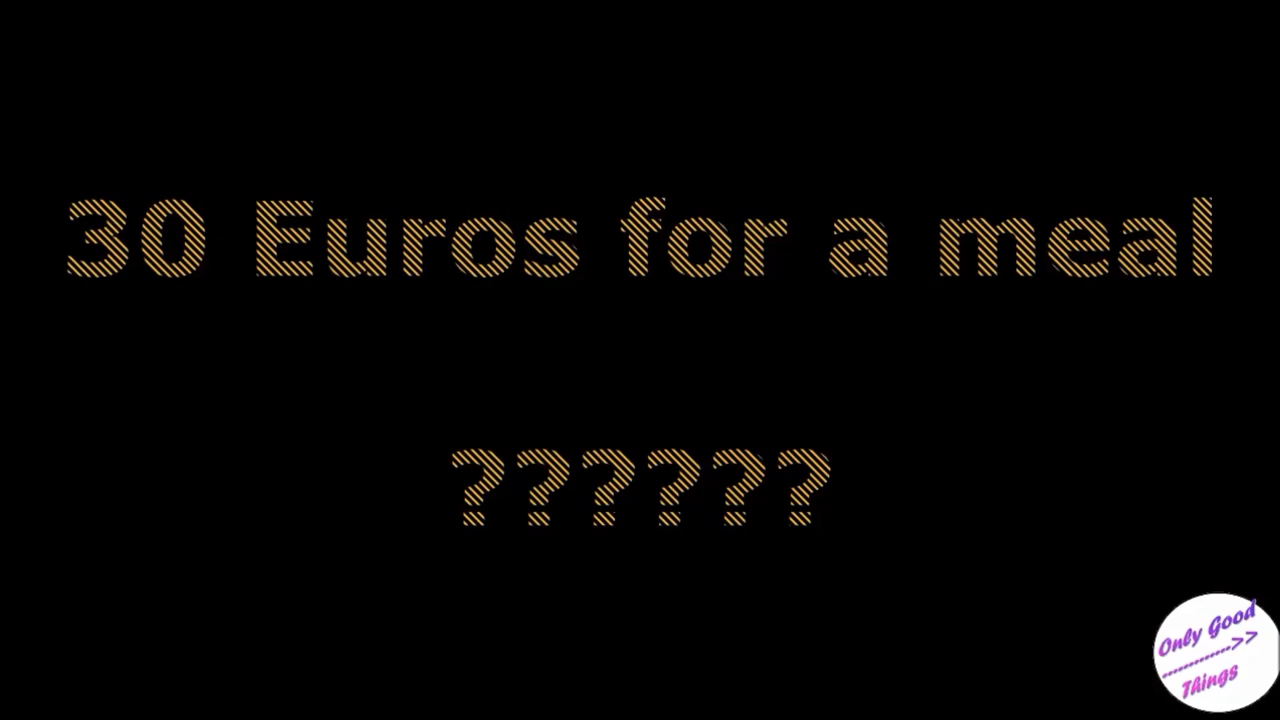 30 Euros for a meal
??????
Only Good
------------>>
Things